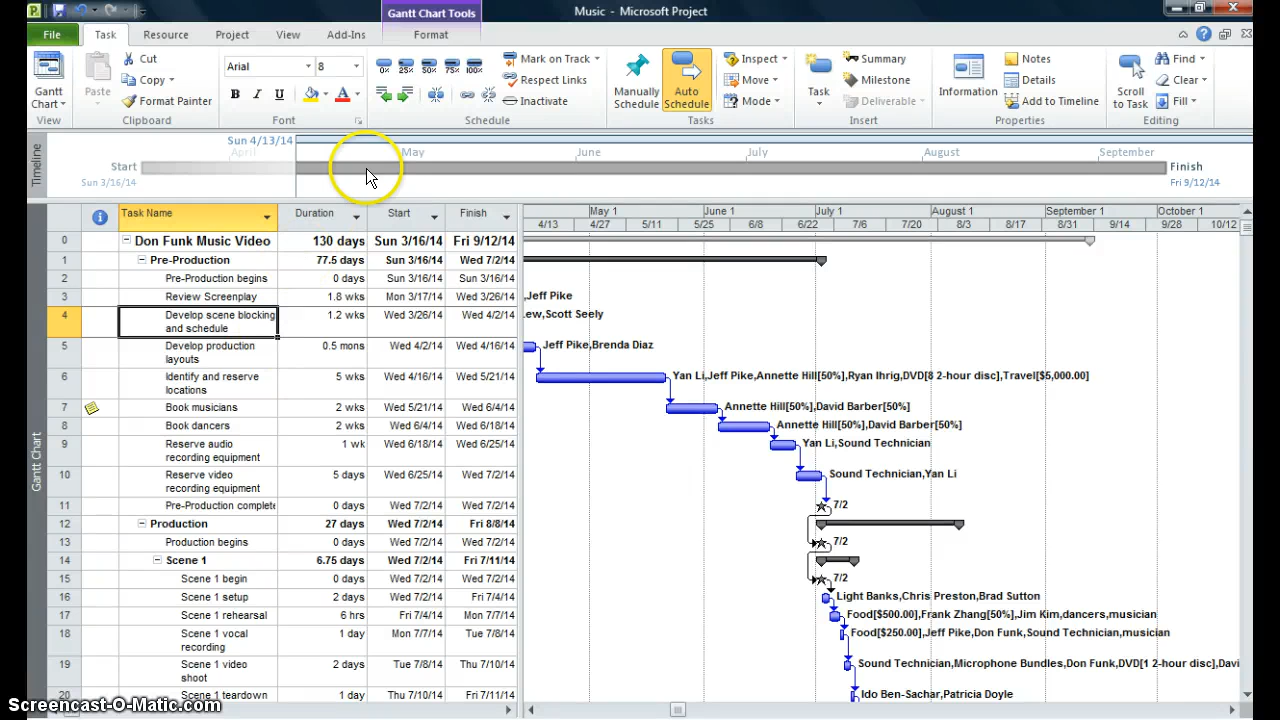 Gantt Chart Tools
Music - Microsoft Project
File Task Resource Project View Add-Ins Format
Gantt Chart
View
Paste
Cut
Copy
Format Painter
Clipboard
Arial 8
B I U A
Font
0% 25% 50% 75% 100%
Mark on Track
Respect Links
Inactivate
Schedule
Manually Schedule
Auto Schedule
Inspect
Move
Mode
Tasks
Task
Summary
Milestone
Deliverable
Insert
Information
Notes
Details
Add to Timeline
Properties
Scroll to Task
Find
Clear
Fill
Editing
Timeline
Sun 4/13/14
April May June July August September
Start
Sun 3/16/14
Finish
Fri 9/12/14
Task Name Duration Start Finish
May 1 June 1 July 1 August 1 September 1 October 1
4/13 4/27 5/11 5/25 6/8 6/22 7/6 7/20 8/3 8/17 8/31 9/14 9/28 10/12
Gantt Chart
0 Don Funk Music Video 130 days Sun 3/16/14 Fri 9/12/14
1 Pre-Production 77.5 days Sun 3/16/14 Wed 7/2/14
2 Pre-Production begins 0 days Sun 3/16/14 Sun 3/16/14
3 Review Screenplay 1.8 wks Mon 3/17/14 Wed 3/26/14 ,Jeff Pike
4 Develop scene blocking and schedule 1.2 wks Wed 3/26/14 Wed 4/2/14 ew,Scott Seely
5 Develop production layouts 0.5 mons Wed 4/2/14 Wed 4/16/14 Jeff Pike,Brenda Diaz
6 Identify and reserve locations 5 wks Wed 4/16/14 Wed 5/21/14 Yan Li,Jeff Pike,Annette Hill[50%],Ryan Ihrig,DVD[8 2-hour disc],Travel[$5,000.00]
7 Book musicians 2 wks Wed 5/21/14 Wed 6/4/14 Annette Hill[50%],David Barber[50%]
8 Book dancers 2 wks Wed 6/4/14 Wed 6/18/14 Annette Hill[50%],David Barber[50%]
9 Reserve audio recording equipment 1 wk Wed 6/18/14 Wed 6/25/14 Yan Li,Sound Technician
10 Reserve video recording equipment 5 days Wed 6/25/14 Wed 7/2/14 Sound Technician,Yan Li
11 Pre-Production complete 0 days Wed 7/2/14 Wed 7/2/14 7/2
12 Production 27 days Wed 7/2/14 Fri 8/8/14
13 Production begins 0 days Wed 7/2/14 Wed 7/2/14 7/2
14 Scene 1 6.75 days Wed 7/2/14 Fri 7/11/14
15 Scene 1 begin 0 days Wed 7/2/14 Wed 7/2/14 7/2
16 Scene 1 setup 2 days Wed 7/2/14 Fri 7/4/14 Light Banks,Chris Preston,Brad Sutton
17 Scene 1 rehearsal 6 hrs Fri 7/4/14 Mon 7/7/14 Food[$500.00],Frank Zhang[50%],Jim Kim,dancers,musician
18 Scene 1 vocal recording 1 day Mon 7/7/14 Tue 7/8/14 Food[$250.00],Jeff Pike,Don Funk,Sound Technician,musician
19 Scene 1 video shoot 2 days Tue 7/8/14 Thu 7/10/14 Sound Technician,Microphone Bundles,Don Funk,DVD[1 2-hour disc],Davi
20 Scene 1 teardown 1 day Thu 7/10/14 Fri 7/11/14 Ido Ben-Sachar,Patricia Doyle
Screencast-O-Matic.com